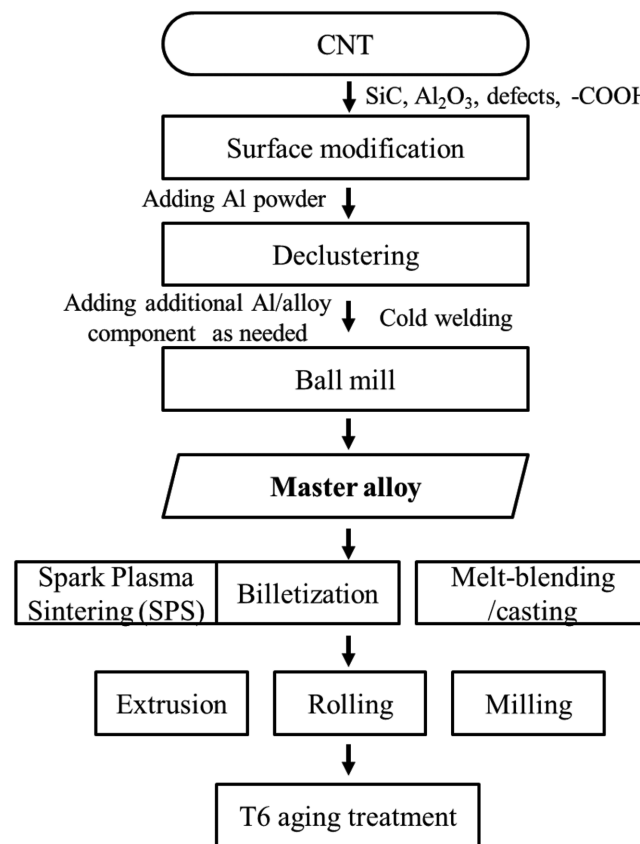 CNT
SiC, Al₂O₃, defects, -COOH
Surface modification
Adding Al powder
Declustering
Adding additional Al/alloy
component as needed
Cold welding
Ball mill
Master alloy
Spark Plasma
Sintering (SPS)
Billetization
Melt-blending
/casting
Extrusion
Rolling
Milling
T6 aging treatment